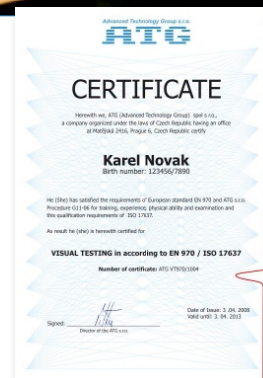 Advanced Technology Group s.r.o.
ATG
CERTIFICATE
Herewith we, ATG (Advanced Technology Group) spol s r.o.,
a company organized under the laws of Czech Republic having an office
at Matějská 2416, Prague 6, Czech Republic certify
Karel Novak
Birth number: 123456/7890
He (She) has satisfied the requirements of European standard EN 970 and ATG s.r.o.
Procedure G11-06 for training, experience, physical ability and examination and
this qualification requirements of ISO 17637.
As result he (she) is herewith certified for
VISUAL TESTING in according to EN 970 / ISO 17637
Number of certificate: ATG VT970/1004
Signed:
Director of the ATG s.r.o.
Date of Issue: 3 .04. 2008
Valid until: 3. 04. 2013